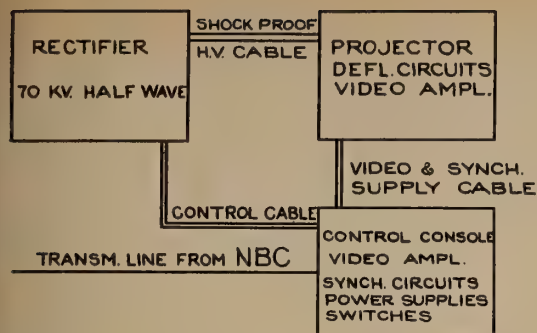 RECTIFIER
70 KV. HALF WAVE
SHOCK PROOF
H.V. CABLE
PROJECTOR
DEFL. CIRCUITS
VIDEO AMPL.
VIDEO & SYNCH.
SUPPLY CABLE
CONTROL CABLE
TRANSM. LINE FROM NBC
CONTROL CONSOLE
VIDEO AMPL.
SYNCH. CIRCUITS
POWER SUPPLIES
SWITCHES